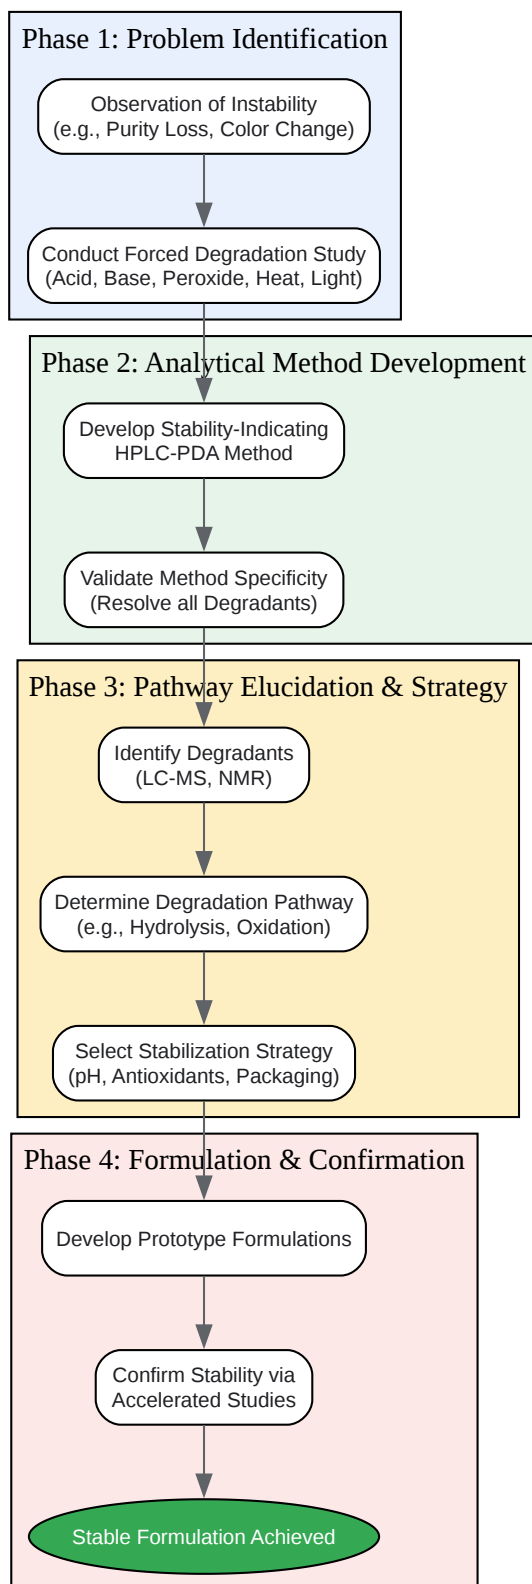 Phase 1: Problem Identification
Observation of Instability
(e.g., Purity Loss, Color Change)
Conduct Forced Degradation Study
(Acid, Base, Peroxide, Heat, Light)
Phase 2: Analytical Method Development
Develop Stability-Indicating
HPLC-PDA Method
Validate Method Specificity
(Resolve all Degradants)
Phase 3: Pathway Elucidation & Strategy
Identify Degradants
(LC-MS, NMR)
Determine Degradation Pathway
(e.g., Hydrolysis, Oxidation)
Select Stabilization Strategy
(pH, Antioxidants, Packaging)
Phase 4: Formulation & Confirmation
Develop Prototype Formulations
Confirm Stability via
Accelerated Studies
Stable Formulation Achieved